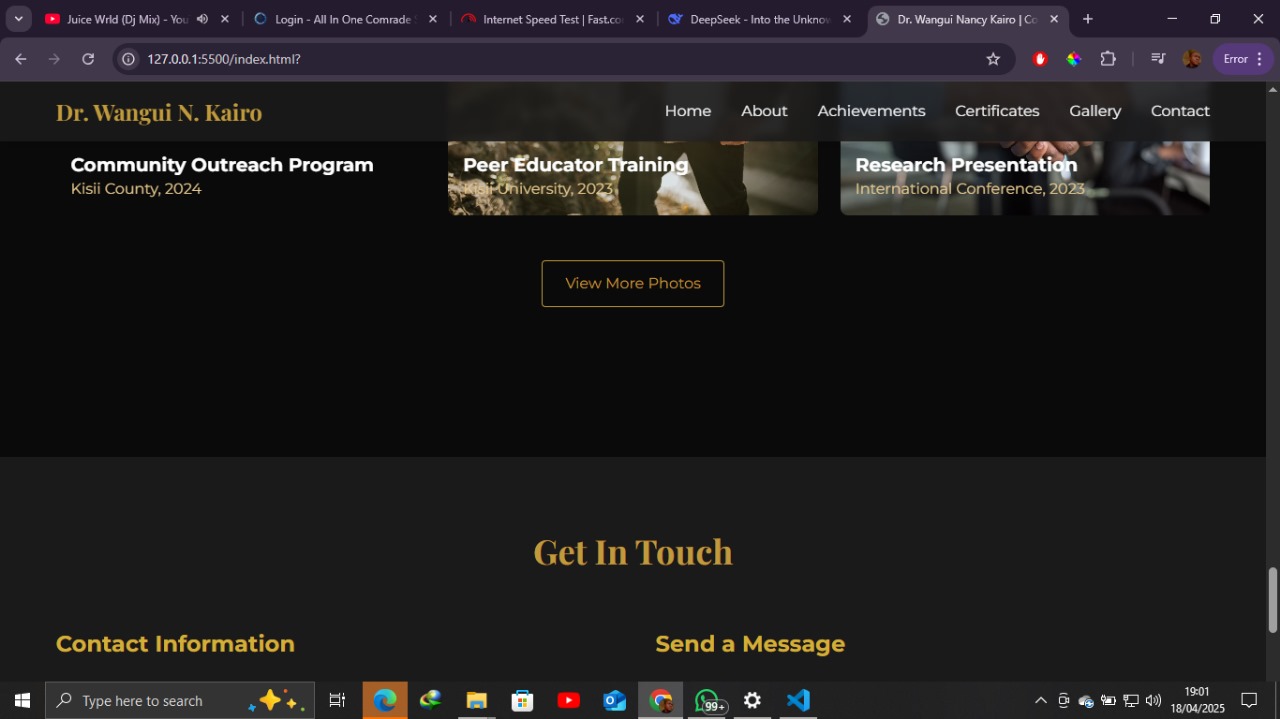 Juice Wrld (Dj Mix) - You
Login - All In One Comrade
Internet Speed Test | Fast.co
DeepSeek - Into the Unknow
Dr. Wangui Nancy Kairo | Co
127.0.0.1:5500/index.html?
Error
Dr. Wangui N. Kairo
Home About Achievements Certificates Gallery Contact
Community Outreach Program
Kisii County, 2024
Peer Educator Training
Kisii University, 2023
Research Presentation
International Conference, 2023
View More Photos
Get In Touch
Contact Information
Send a Message
Type here to search
99+
19:01
18/04/2025